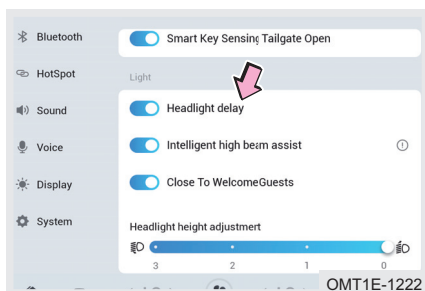 Bluetooth
Smart Key Sensing Tailgate Open
HotSpot
Light
Sound
Headlight delay
Voice
Intelligent high beam assist
Display
Close To WelcomeGuests
System
Headlight height adjustmert
3 2 1 0
OMT1E-1222